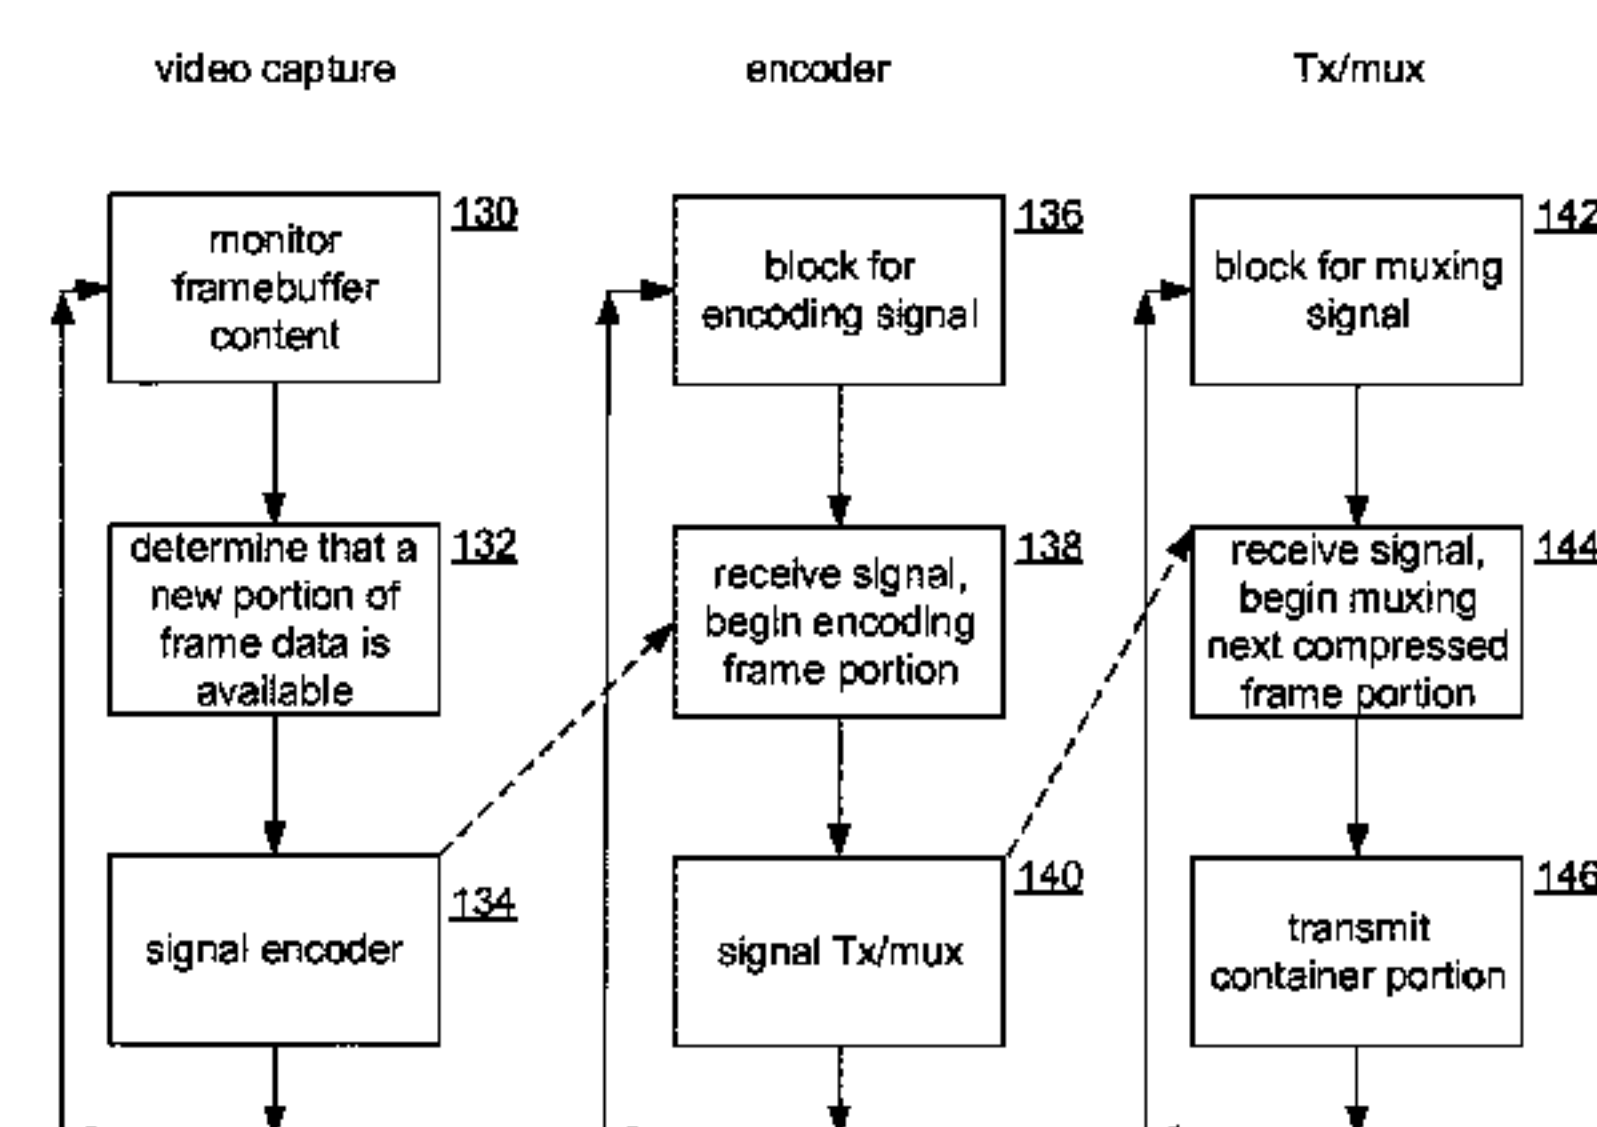 video capture
encoder
Tx/mux
130
monitor
framebuffer
content
136
block for
encoding signal
142
block for muxing
signal
132
determine that a
new portion of
frame data is
available
138
receive signal,
begin encoding
frame portion
144
receive signal,
begin muxing
next compressed
frame portion
134
signal encoder
140
signal Tx/mux
146
transmit
container portion